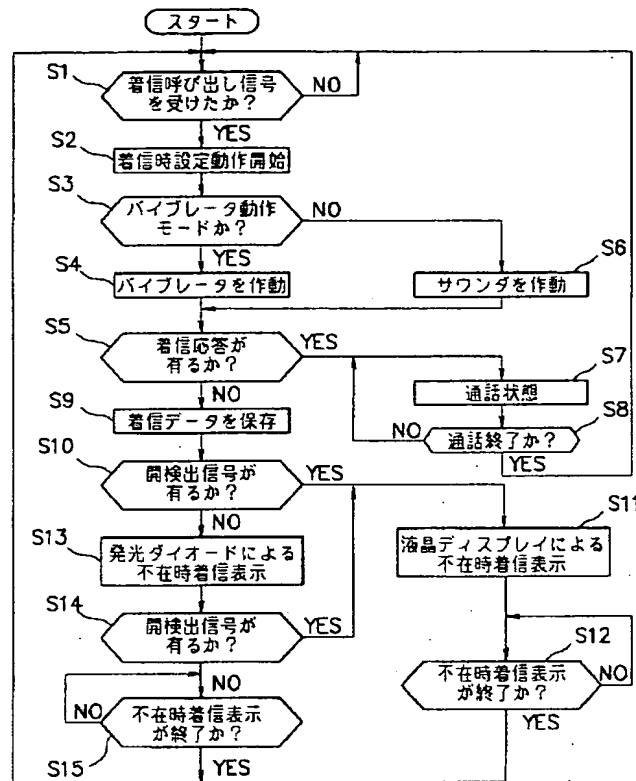 スタート
S1
着信呼び出し信号
を受けたか?
NO
YES
S2
着信時設定動作開始
S3
バイブレータ動作
モードか?
NO
YES
S4
バイブレータを作動
S6
サウンダを作動
S5
着信応答が
有るか?
YES
NO
S7
通話状態
S8
通話終了か?
NO
YES
S9
着信データを保存
S10
開検出信号が
有るか?
YES
NO
S11
液晶ディスプレイによる
不在時着信表示
S13
発光ダイオードによる
不在時着信表示
S14
開検出信号が
有るか?
YES
NO
S12
不在時着信表示
が終了か?
NO
YES
S15
不在時着信表示
が終了か?
NO
YES